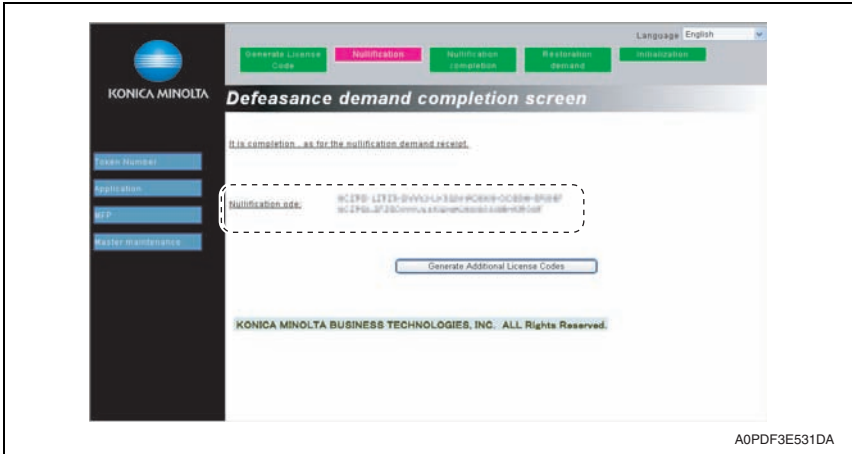 Language English
Generate License Code
Nullification
Nullification completion
Restoration demand
Initialization
KONICA MINOLTA
Defeasance demand completion screen
It is completion , as for the nullification demand receipt.
Token Number
Application
MFP
Master maintenance
Nullification ode:
Generate Additional License Codes
KONICA MINOLTA BUSINESS TECHNOLOGIES, INC. ALL Rights Reserved.
A0PDF3E531DA